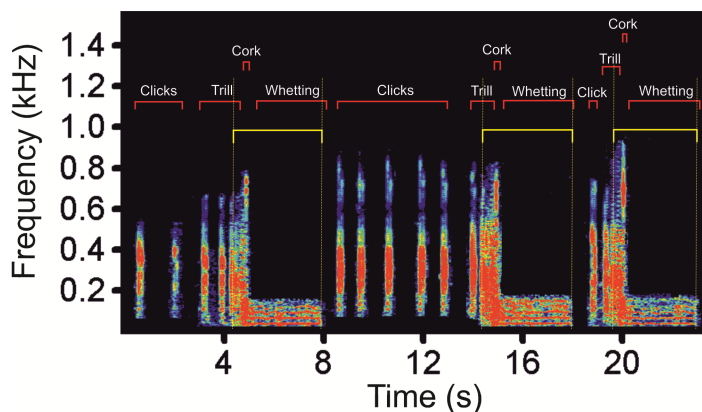 Cork
Cork
Cork
Trill
Clicks
Trill
Whetting
Clicks
Trill
Whetting
Click
Whetting
Frequency (kHz)
1.4
1.2
1.0
0.8
0.6
0.4
0.2
4
8
12
16
20
Time (s)